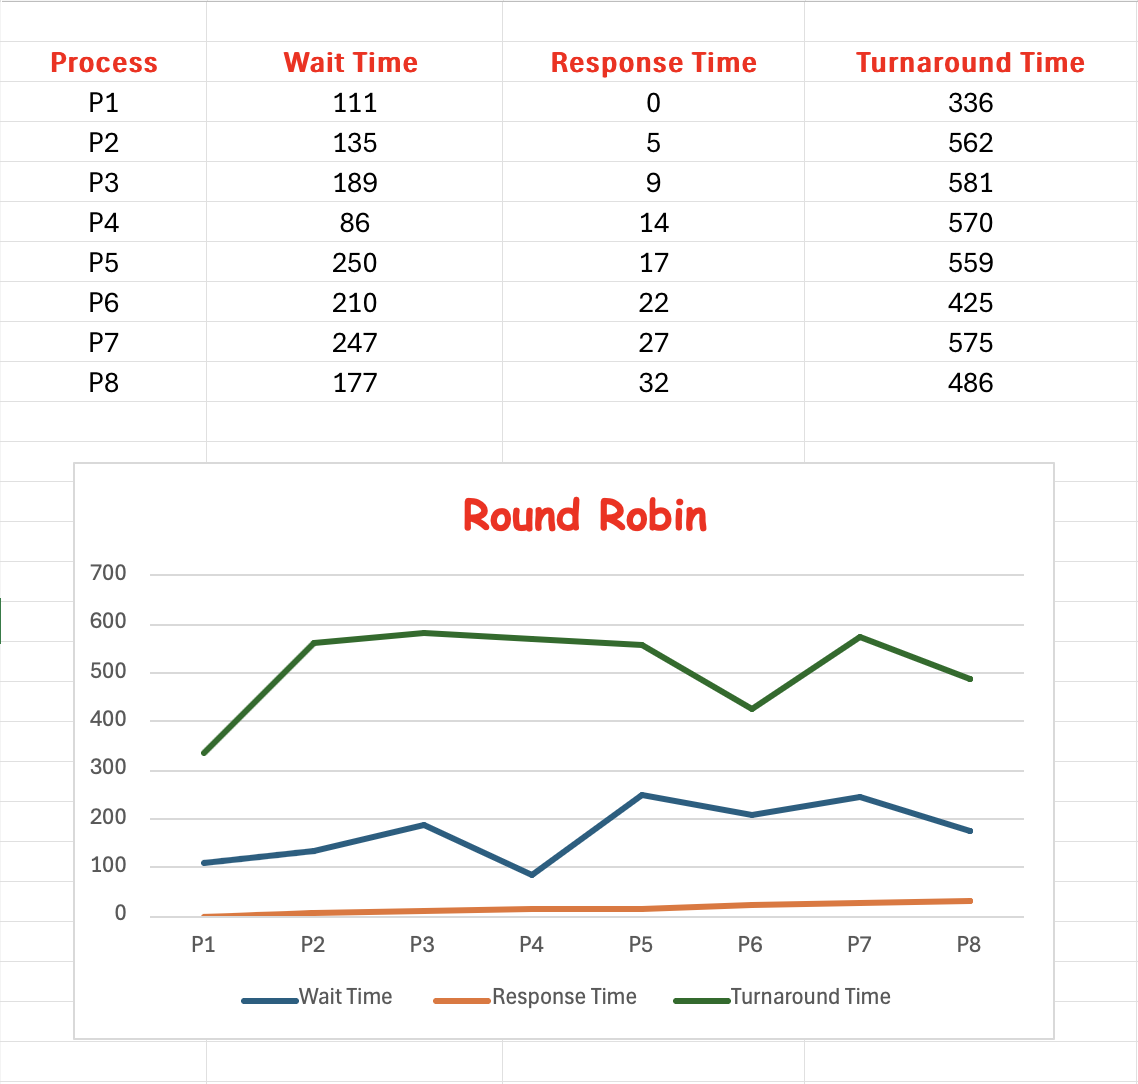 Process Wait Time Response Time Turnaround Time
P1 111 0 336
P2 135 5 562
P3 189 9 581
P4 86 14 570
P5 250 17 559
P6 210 22 425
P7 247 27 575
P8 177 32 486
Round Robin
700
600
500
400
300
200
100
0
P1 P2 P3 P4 P5 P6 P7 P8
Wait Time Response Time Turnaround Time